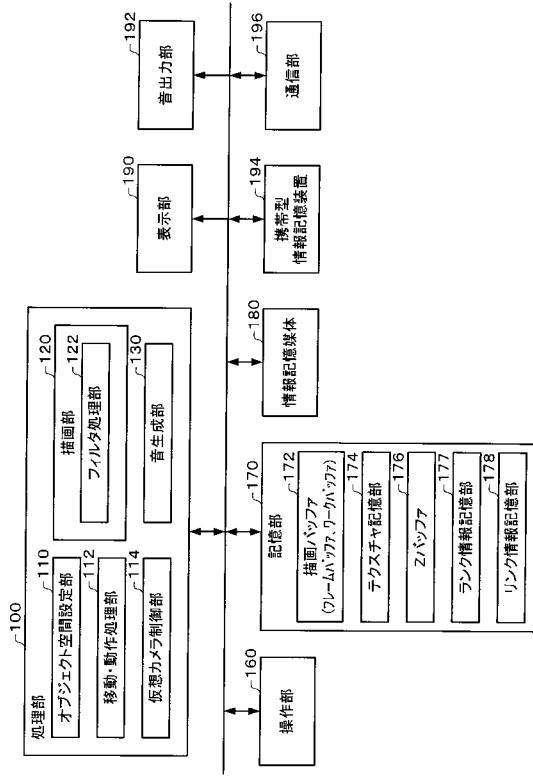 100
処理部
110
オブジェクト空間設定部
112
移動・動作処理部
114
仮想カメラ制御部
120
描画部
122
フィルタ処理部
130
音生成部
190
表示部
192
音出力部
160
操作部
170
記憶部
172
描画バッファ
(フレームバッファ、ワークバッファ)
174
テクスチャ記憶部
176
Zバッファ
177
ランク情報記憶部
178
リンク情報記憶部
180
情報記憶媒体
194
携帯型
情報記憶装置
196
通信部